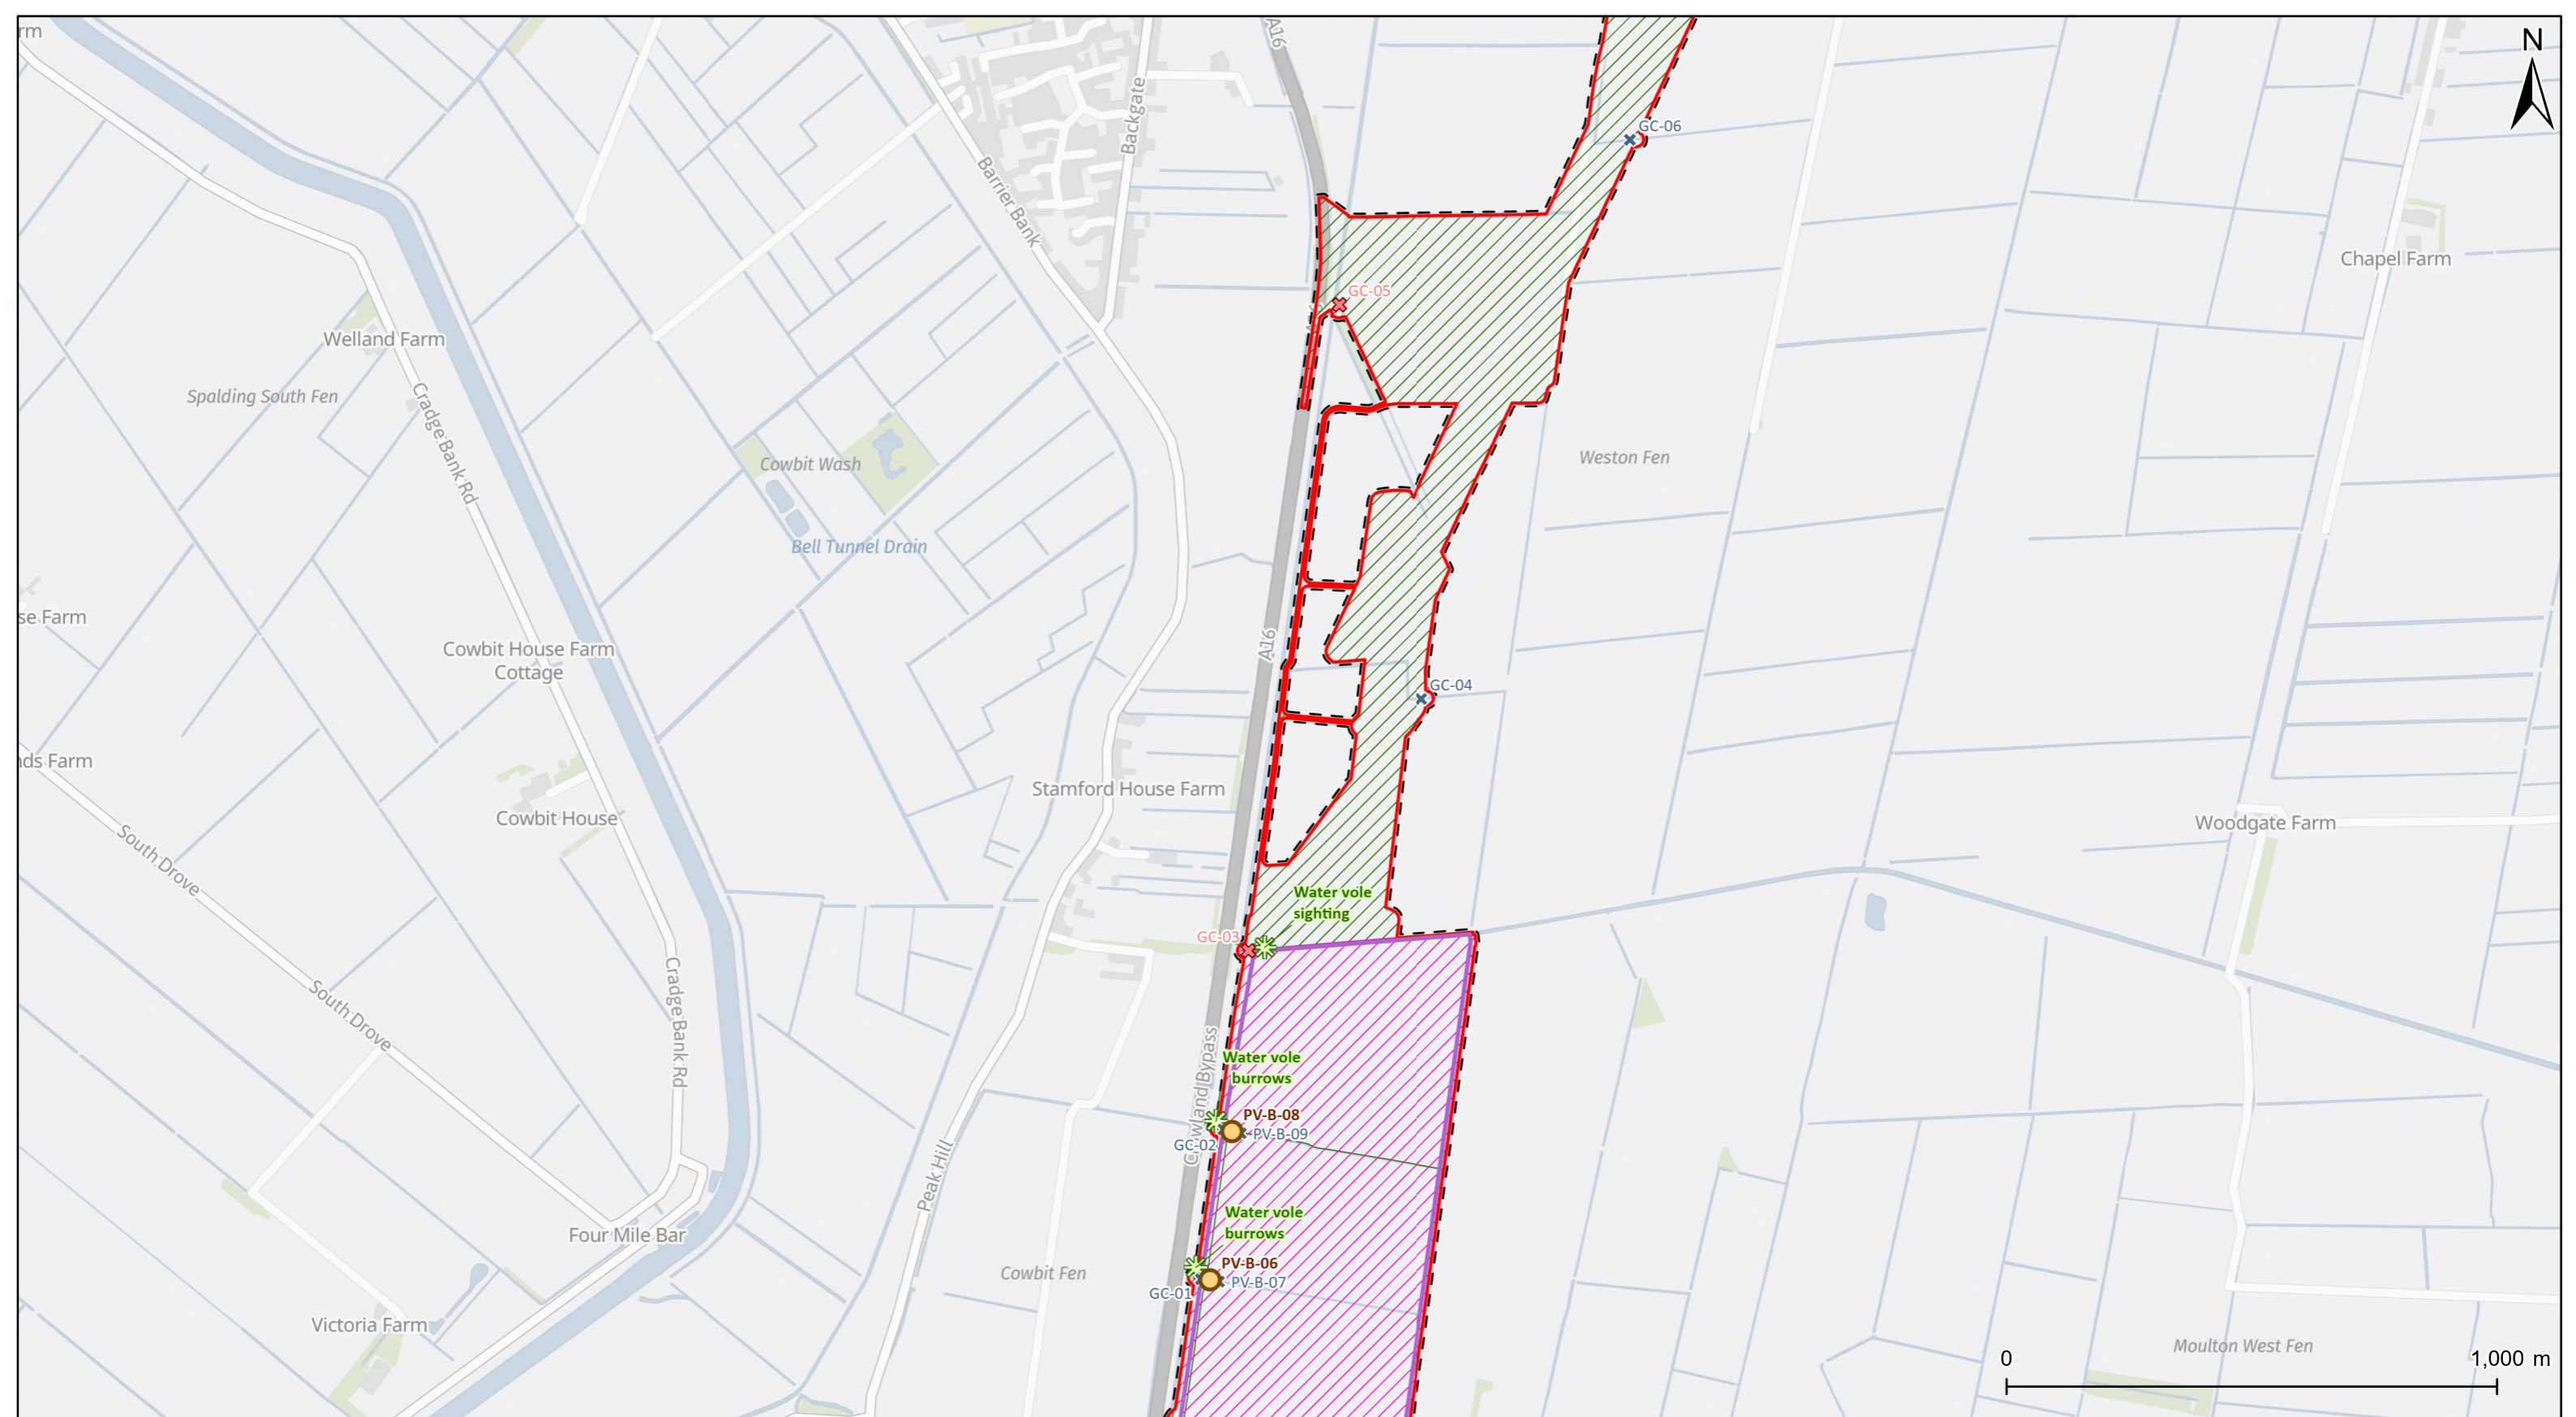 rm
A16
N
Backgate
GC-06
Barrier Bank
Chapel Farm
GC-05
Welland Farm
Spalding South Fen
Cradge Bank Rd
Cowbit Wash
Weston Fen
Bell Tunnel Drain
se Farm
A16
Cowbit House Farm
Cottage
GC-04
nds Farm
Stamford House Farm
Cowbit House
Woodgate Farm
South Drove
Water vole
sighting
GC-03
Cradge Bank Rd
South Drove
Crowland Bypass
Water vole
burrows
PV-B-08
PV-B-09
GC-02
Peak Hill
Water vole
burrows
Four Mile Bar
PV-B-06
Cowbit Fen
PV-B-07
GC-01
Victoria Farm
Moulton West Fen
0 1,000 m